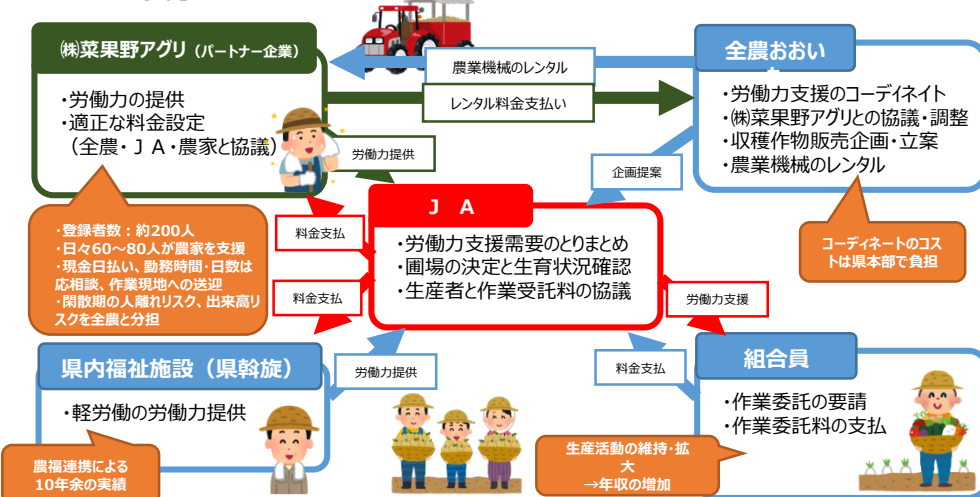 ㈱菜果野アグリ（パートナー企業）
・労働力の提供
・適正な料金設定
（全農・ＪＡ・農家と協議）
農業機械のレンタル
レンタル料金支払い
全農おおい
・労働力支援のコーディネイト
・㈱菜果野アグリとの協議・調整
・収穫作物販売企画・立案
・農業機械のレンタル
労働力提供
企画提案
・登録者数：約200人
・日々60～80人が農家を支援
・現金日払い、勤務時間・日数は
応相談、作業現地への送迎
・閑散期の人離れリスク、出来高リ
スクを全農と分担
料金支払
料金支払
Ｊ Ａ
・労働力支援需要のとりまとめ
・圃場の決定と生育状況確認
・生産者と作業受託料の協議
コーディネートのコス
トは県本部で負担
労働力支援
県内福祉施設（県斡旋）
・軽労働の労働力提供
農福連携による
10年余の実績
労働力提供
料金支払
組合員
・作業委託の要請
・作業委託料の支払
生産活動の維持・拡
大
→年収の増加